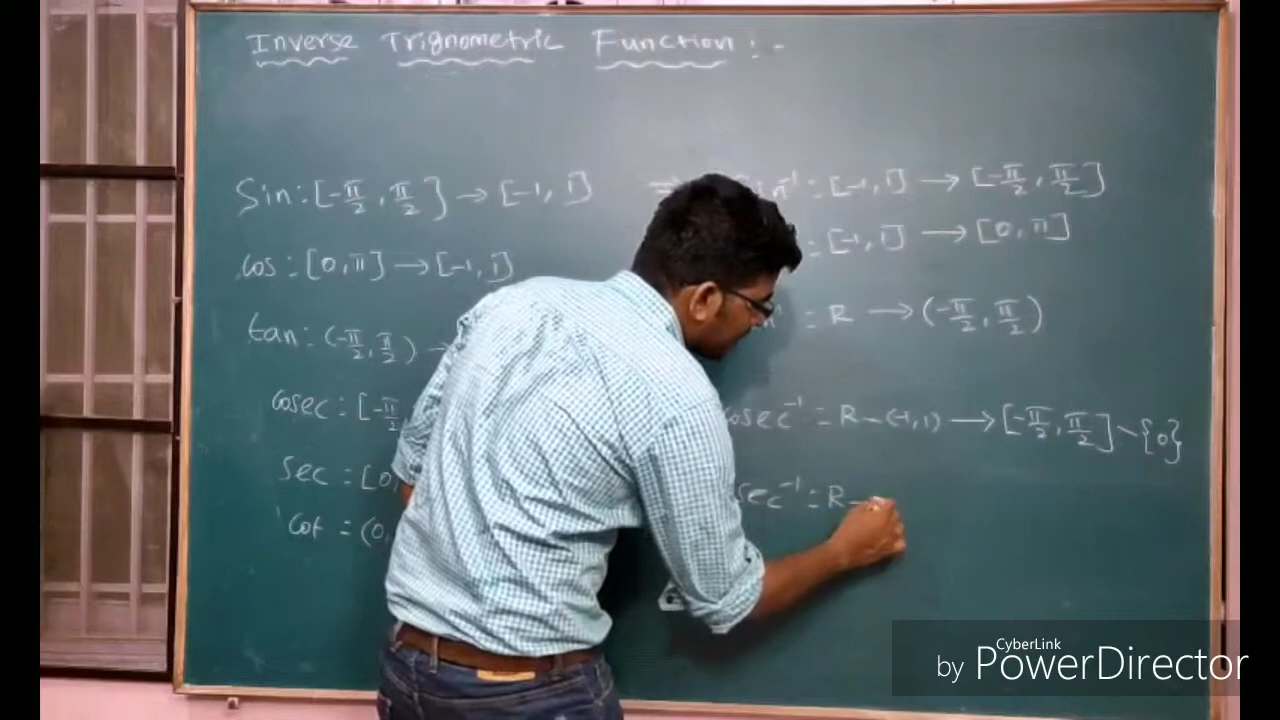 Inverse Trignometric Function :-
Sin : [-π/2, π/2] → [-1, 1]
⇒ Sin⁻¹ : [-1, 1] → [-π/2, π/2]
cos : [0, π] → [-1, 1]
: [-1, 1] → [0, π]
tan : (-π/2, π/2) →
: R → (-π/2, π/2)
cosec : [-π/2
cosec⁻¹ : R - (-1, 1) → [-π/2, π/2] \ {0}
sec : [0,
sec⁻¹ : R -
cot : (0,
CyberLink
by PowerDirector